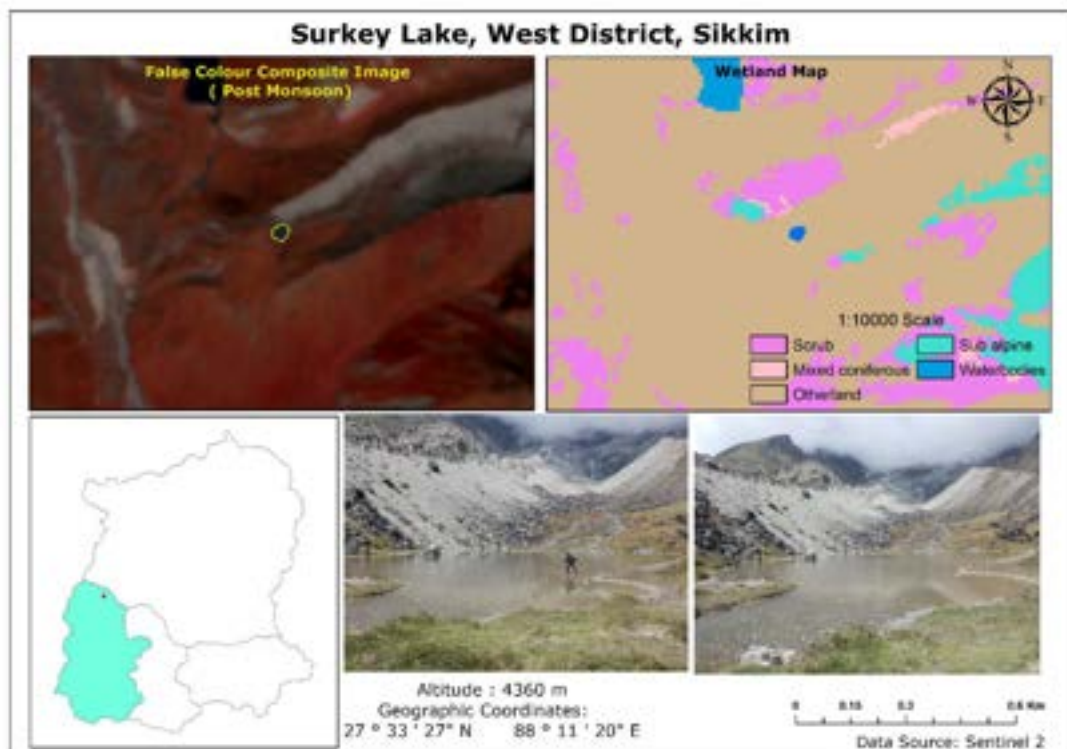 Surkey Lake, West District, Sikkim
False Colour Composite Image
( Post Monsoon)
Wetland Map
N
W E
S
1:10000 Scale
Scrub
Sub alpine
Mixed coniferous
Waterbodies
Otherland
Altitude : 4360 m
Geographic Coordinates:
27 ° 33 ' 27" N 88 ° 11 ' 20" E
0 0.15 0.3 0.6 Km
Data Source: Sentinel 2